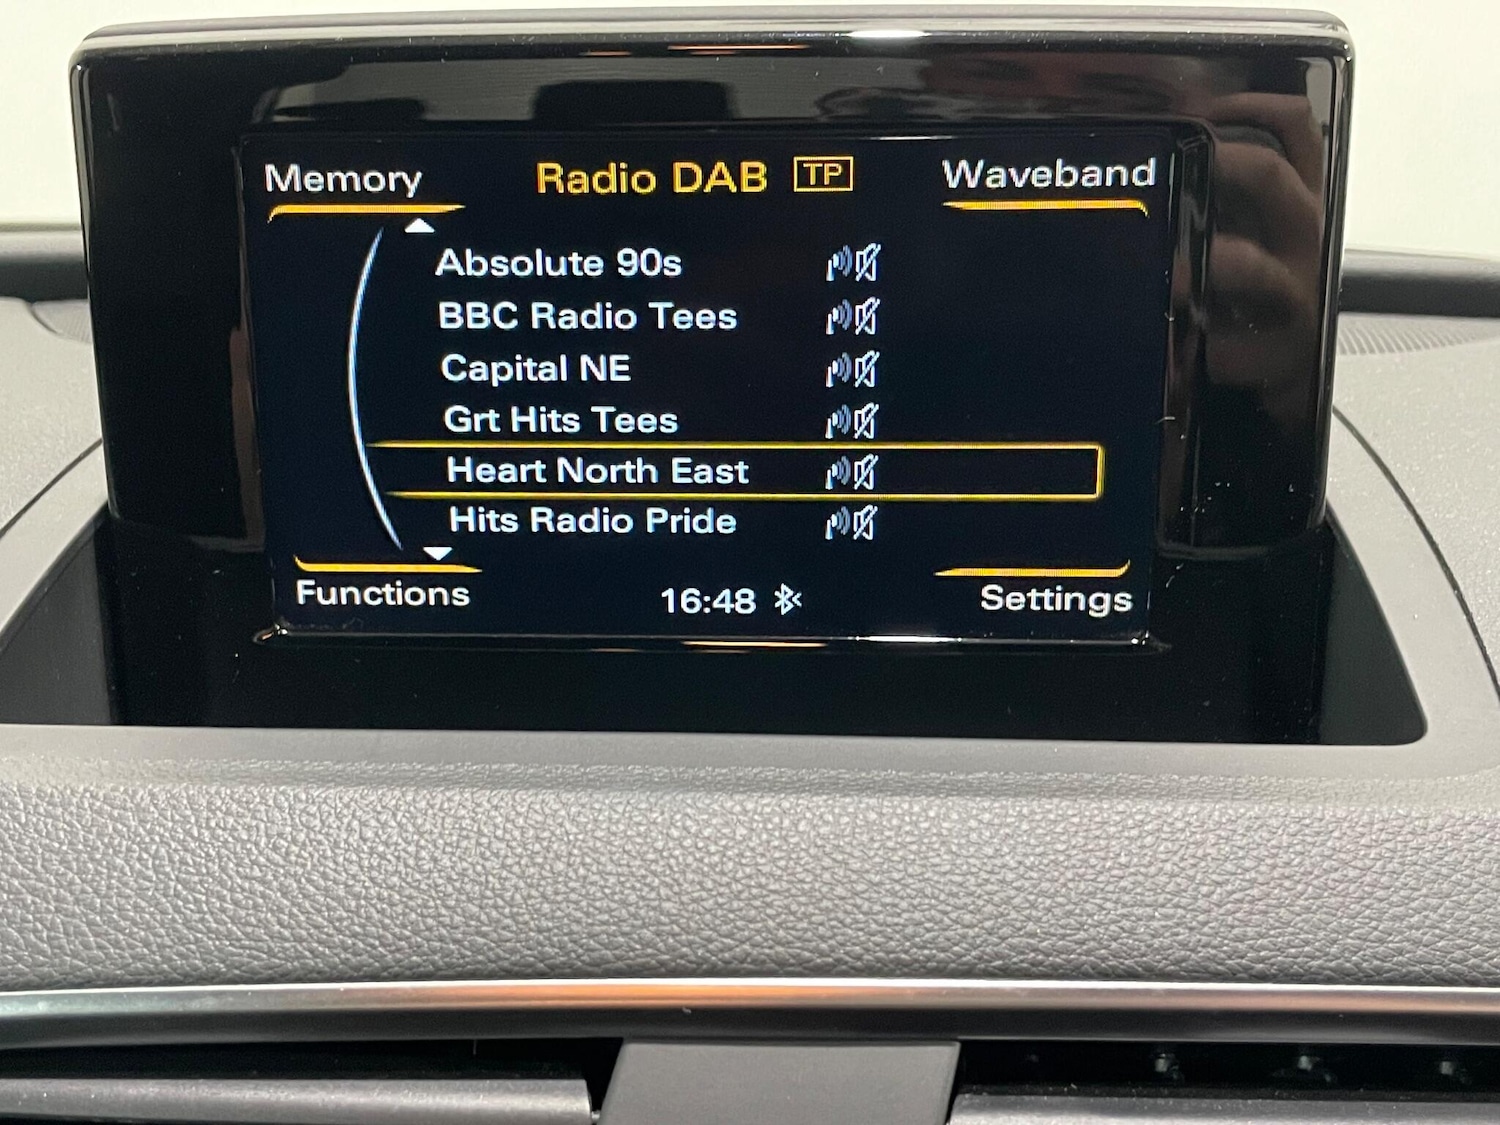 Memory Radio DAB TP Waveband
Absolute 90s
BBC Radio Tees
Capital NE
Grt Hits Tees
Heart North East
Hits Radio Pride
Functions 16:48 Settings